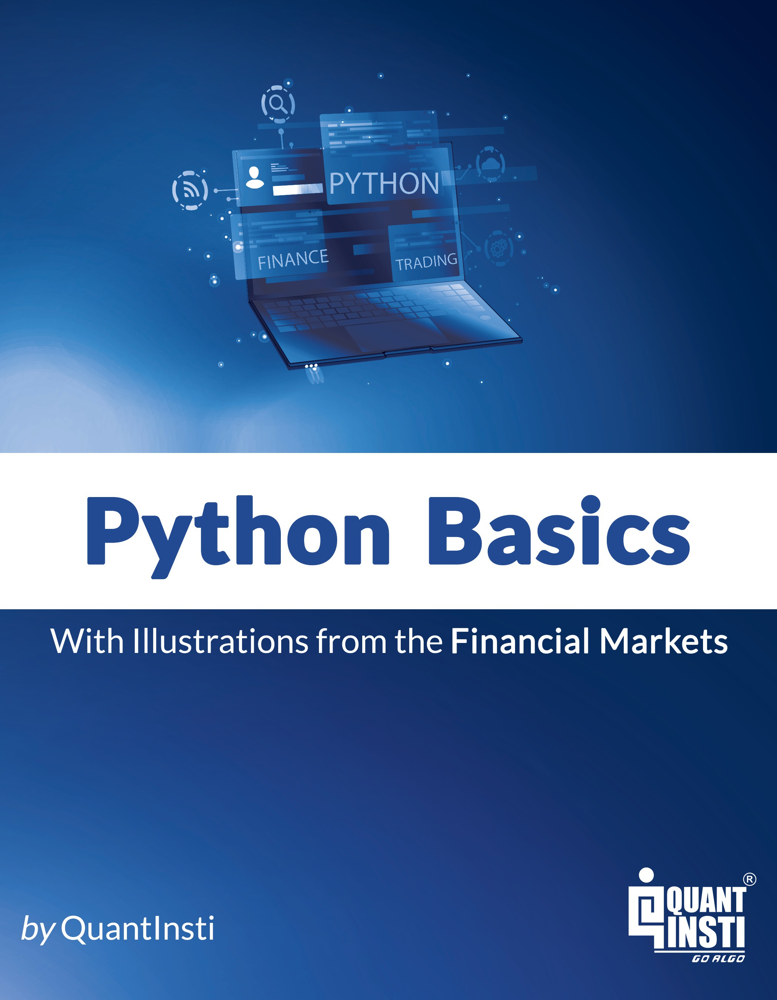 PYTHON
FINANCE
TRADING
Python Basics
With Illustrations from the Financial Markets
by QuantInsti
QUANT ®
INSTI
GO ALGO